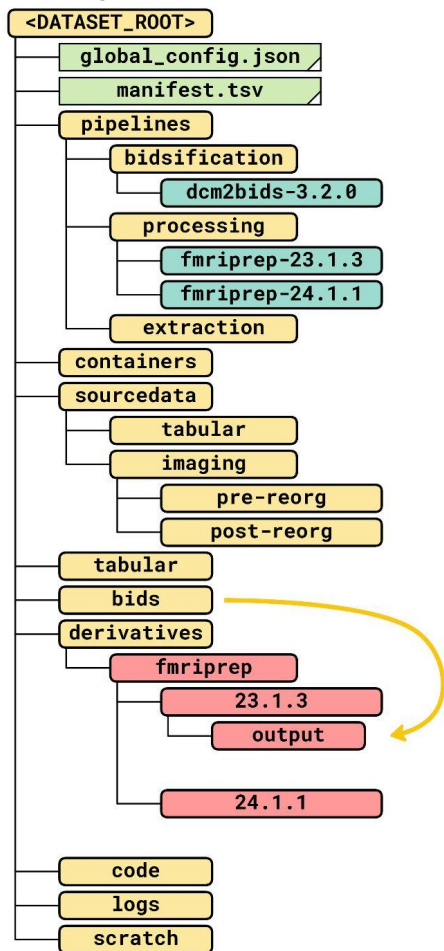 <DATASET_ROOT>
global_config.json
manifest.tsv
pipelines
bidsification
dcm2bids-3.2.0
processing
fmriprep-23.1.3
fmriprep-24.1.1
extraction
containers
sourcedata
tabular
imaging
pre-reorg
post-reorg
tabular
bids
derivatives
fmriprep
23.1.3
output
24.1.1
code
logs
scratch